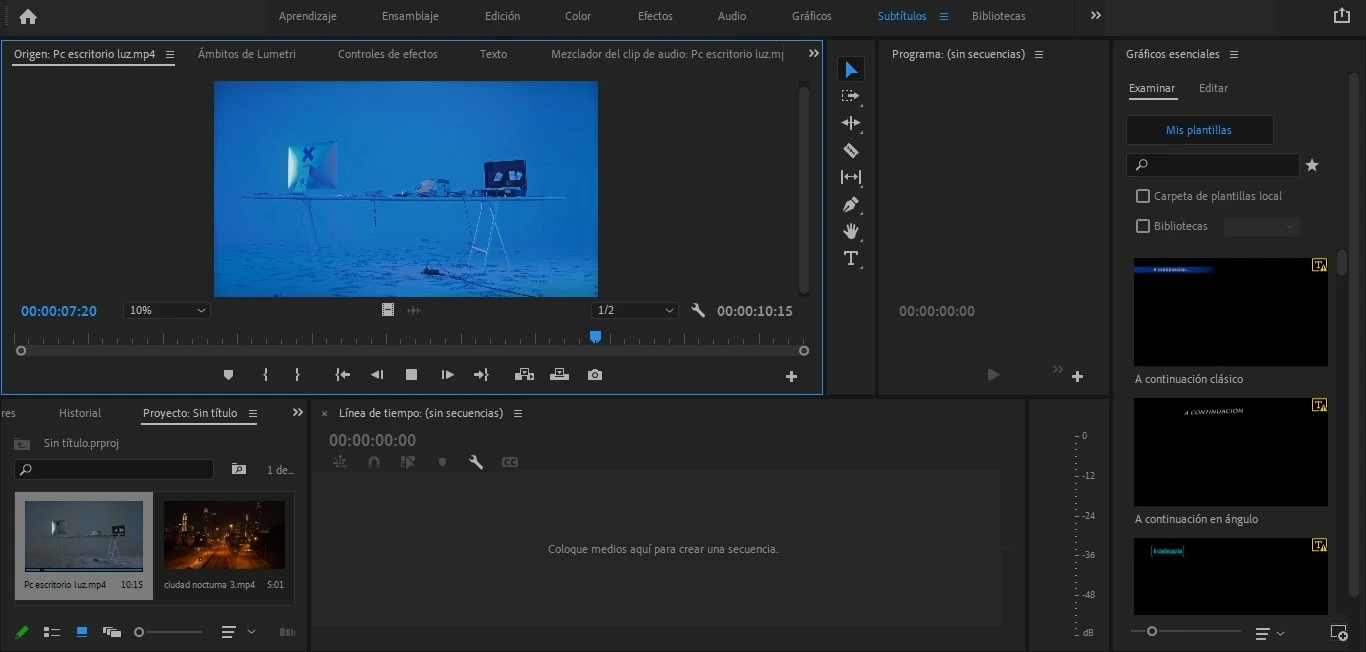 Aprendizaje
Ensamblaje
Edición
Color
Efectos
Audio
Gráficos
Subtítulos
Bibliotecas
Origen: Pc escritorio luz.mp4
Ámbitos de Lumetri
Controles de efectos
Texto
Mezclador del clip de audio: Pc escritorio luz.m
Programa: (sin secuencias)
Gráficos esenciales
Examinar
Editar
Mis plantillas
Carpeta de plantillas local
Bibliotecas
00:00:07:20
10%
1/2
00:00:10:15
00:00:00:00
A continuación...
A continuación clásico
A CONTINUACIÓN
A continuación en ángulo
A continuación
res
Historial
Proyecto: Sin título
Sin título.prproj
1 de...
Pc escritorio luz.mp4
10:15
ciudad nocturna 3.mp4
5:01
× Línea de tiempo: (sin secuencias)
00:00:00:00
CC
Coloque medios aquí para crear una secuencia.
0
-12
-24
-36
-48
dB